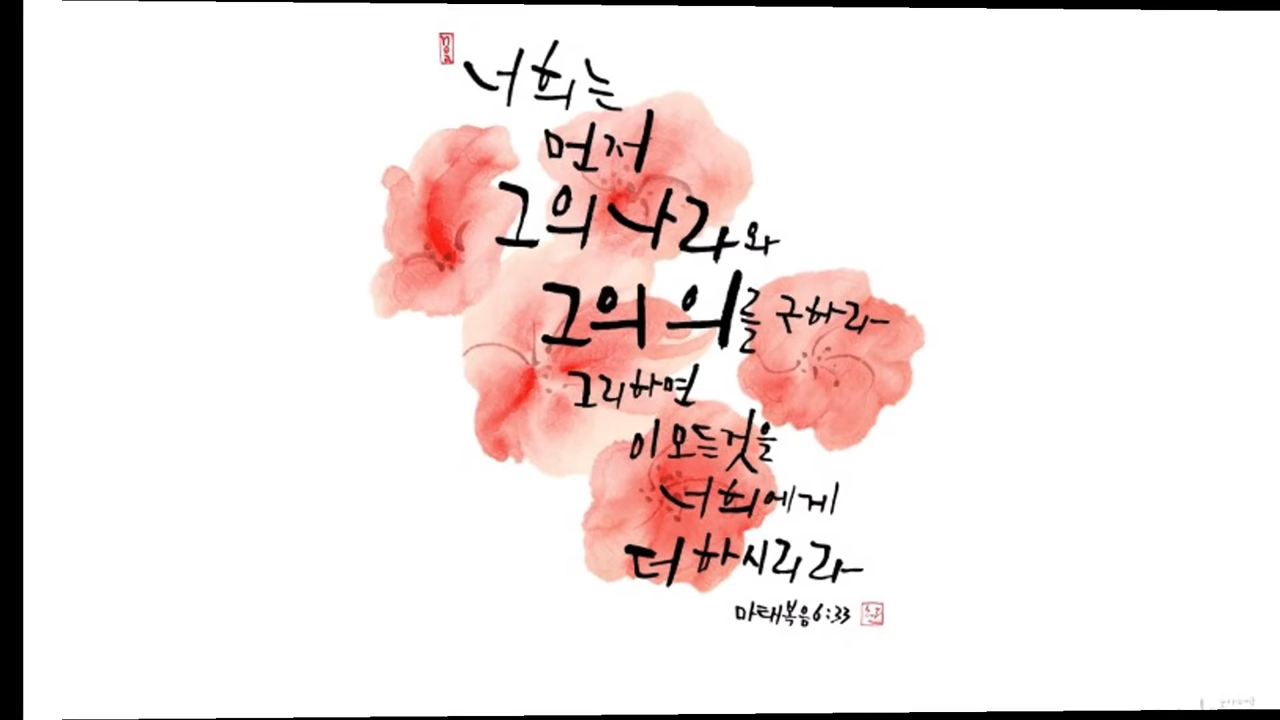 너희는
먼저
그의 나라와
그의 의를 구하라
그리하면
이 모든것을
너희에게
더하시리라
마태복음6:33